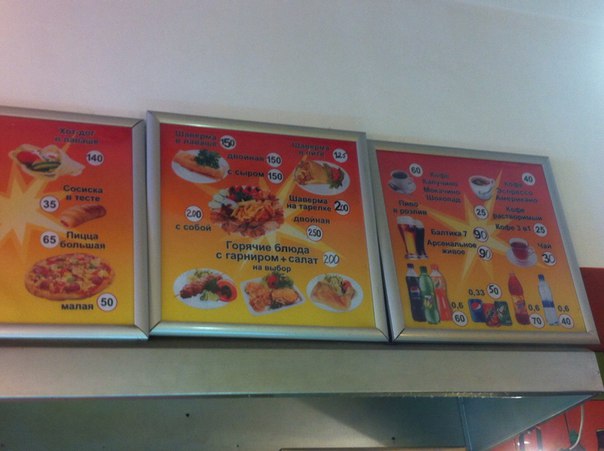 Хот-дог
в лаваше
140
35
Сосиска
в тесте
65
Пицца
большая
малая 50
Шаверма
в лаваше
150
двойная 150
с сыром 150
Шаверма
в пите
125
200
с собой
Шаверма
на тарелке 200
двойная
250
Горячие блюда
с гарниром + салат 200
на выбор
60
Кофе
Капучино
Мокачино
Шоколад
40
Кофе
Эспрессо
Американо
Пиво
в розлив
25
Кофе
Растворимый
Балтика 7 90
Кофе 3 в 1 25
Арсенальное
живое 90
Чай
30
0,6
60
0,33 50
0,6
70
0,6
40